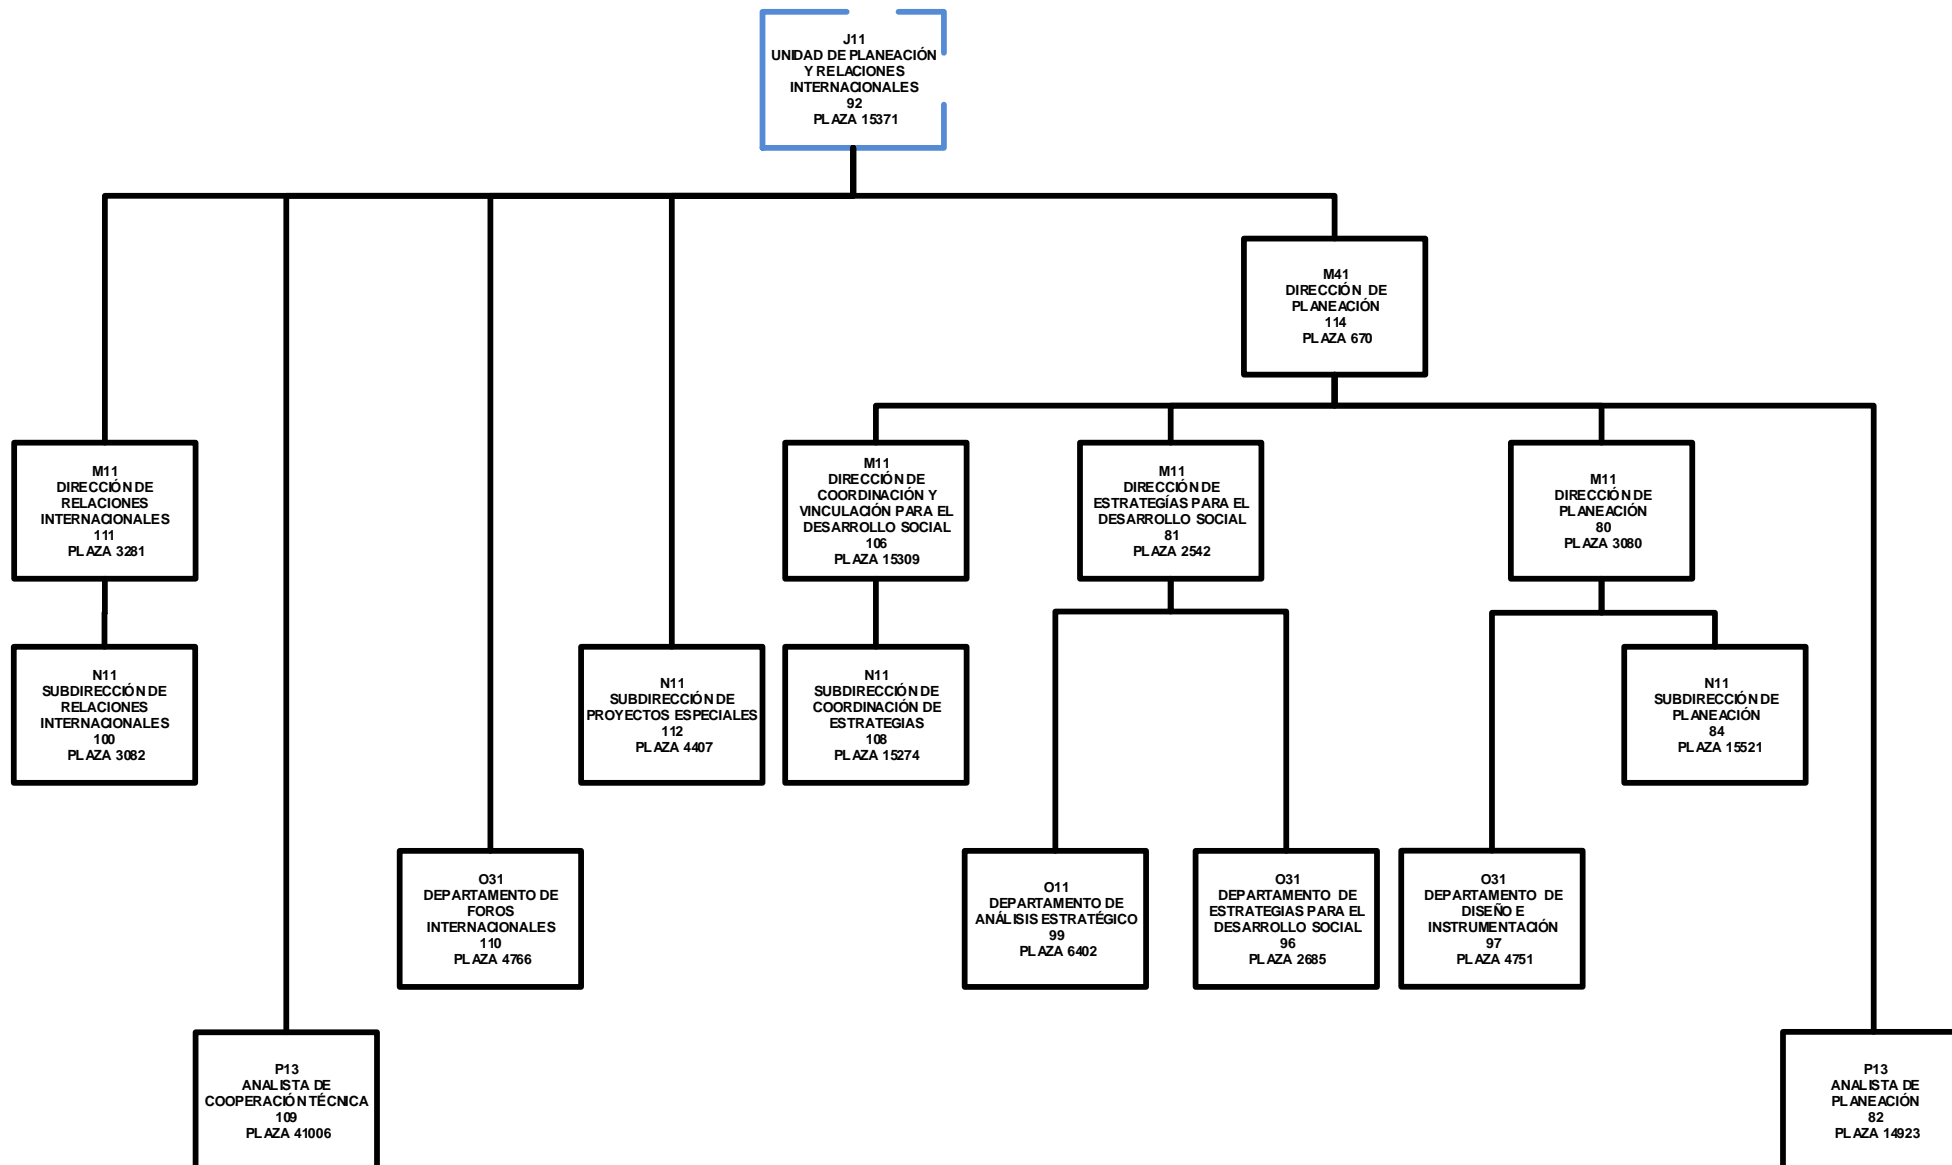 J11
UNIDAD DE PLANEACIÓN
Y RELACIONES
INTERNACIONALES
92
PLAZA 15371
M41
DIRECCIÓN DE
PLANEACIÓN
114
PLAZA 670
M11
DIRECCIÓN DE
RELACIONES
INTERNACIONALES
111
PLAZA 3281
M11
DIRECCIÓN DE
COORDINACIÓN Y
VINCULACIÓN PARA EL
DESARROLLO SOCIAL
106
PLAZA 15309
M11
DIRECCIÓN DE
ESTRATEGÍAS PARA EL
DESARROLLO SOCIAL
81
PLAZA 2542
M11
DIRECCIÓN DE
PLANEACIÓN
80
PLAZA 3080
N11
SUBDIRECCIÓN DE
RELACIONES
INTERNACIONALES
100
PLAZA 3082
N11
SUBDIRECCIÓN DE
PROYECTOS ESPECIALES
112
PLAZA 4407
N11
SUBDIRECCIÓN DE
COORDINACIÓN DE
ESTRATEGIAS
108
PLAZA 15274
N11
SUBDIRECCIÓN DE
PLANEACIÓN
84
PLAZA 15521
O31
DEPARTAMENTO DE
FOROS
INTERNACIONALES
110
PLAZA 4766
O11
DEPARTAMENTO DE
ANÁLISIS ESTRATÉGICO
99
PLAZA 6402
O31
DEPARTAMENTO DE
ESTRATEGIAS PARA EL
DESARROLLO SOCIAL
96
PLAZA 2685
O31
DEPARTAMENTO DE
DISEÑO E
INSTRUMENTACIÓN
97
PLAZA 4751
P13
ANALISTA DE
COOPERACIÓN TÉCNICA
109
PLAZA 41006
P13
ANALISTA DE
PLANEACIÓN
82
PLAZA 14923